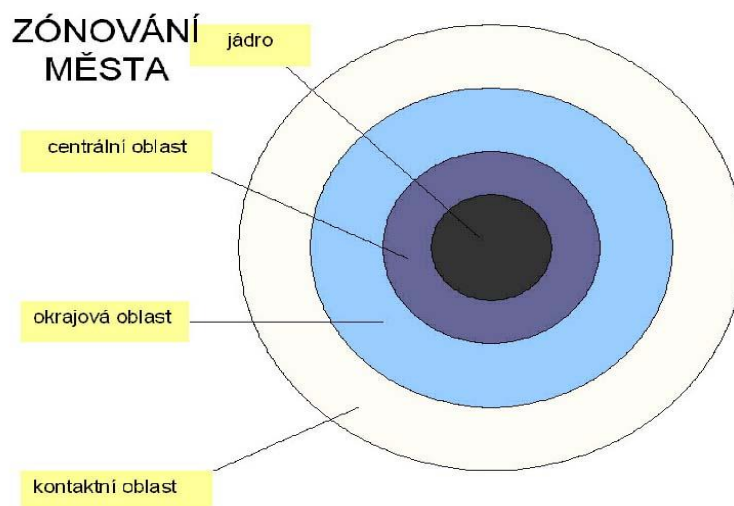 ZÓNOVÁNÍ
MĚSTA
jádro
centrální oblast
okrajová oblast
kontaktní oblast